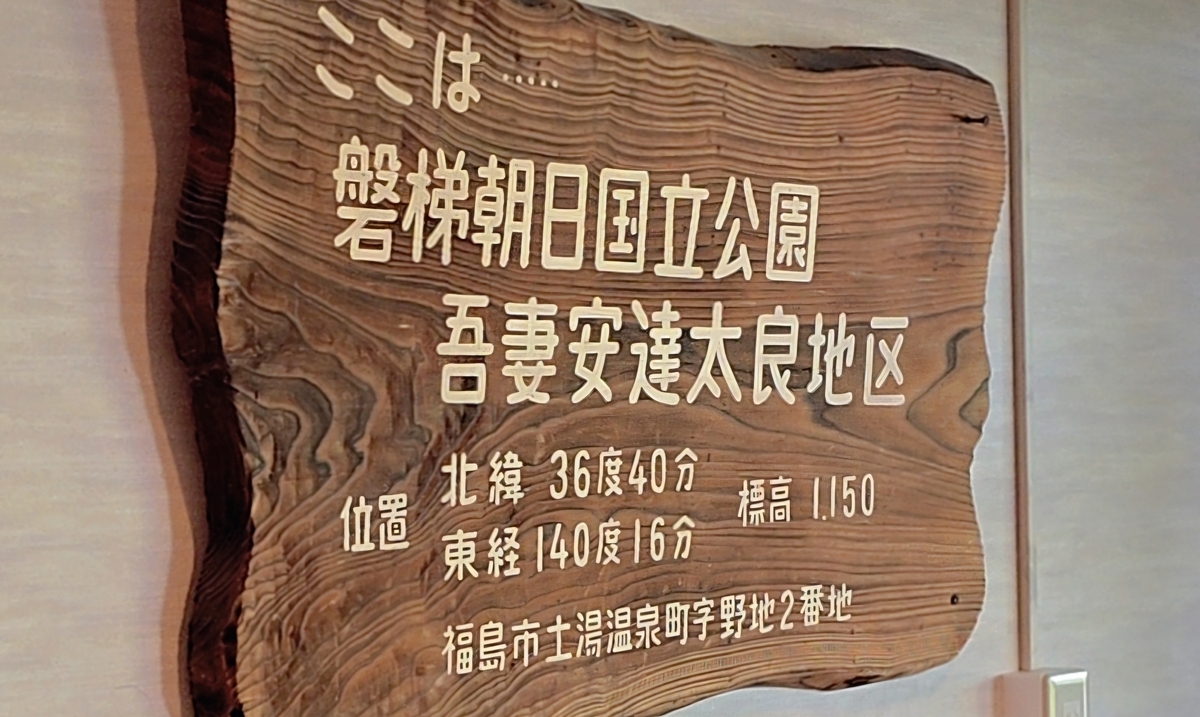 ここは……
磐梯朝日国立公園
吾妻安達太良地区
位置 北緯 36度40分 標高 1.150
東経 140度16分
福島市土湯温泉町字野地2番地